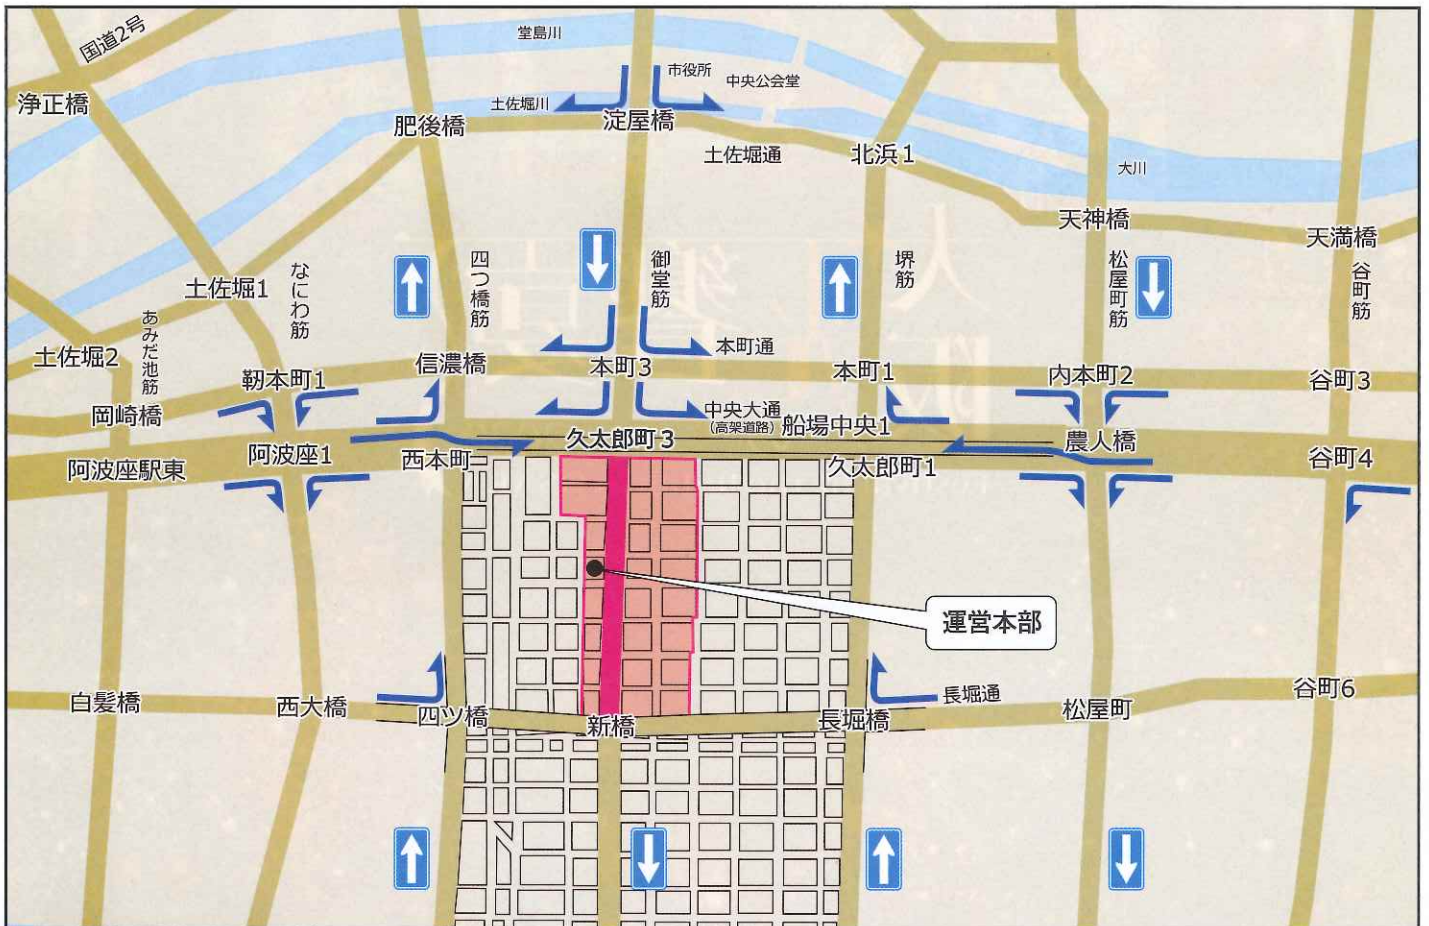 国道2号
堂島川
市役所
中央公会堂
浄正橋
土佐堀川
肥後橋
淀屋橋
土佐堀通
北浜1
大川
天神橋
天満橋
土佐堀1
なにわ筋
四つ橋筋
御堂筋
堺筋
松屋町筋
谷町筋
あみだ池筋
土佐堀2
信濃橋
本町3
本町通
本町1
内本町2
谷町3
靭本町1
岡崎橋
中央大通
(高架道路)
船場中央1
久太郎町3
農人橋
阿波座1
西本町
久太郎町1
谷町4
阿波座駅東
運営本部
白髪橋
西大橋
四ツ橋
新橋
長堀橋
長堀通
松屋町
谷町6